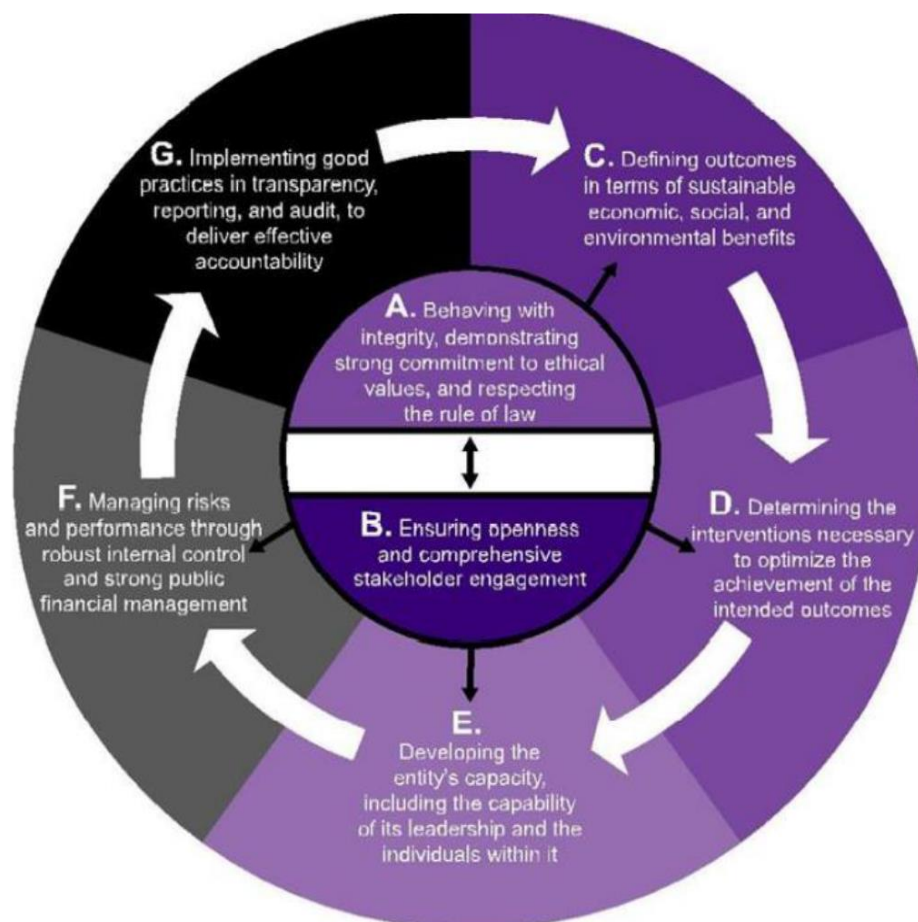 G. Implementing good
practices in transparency,
reporting, and audit, to
deliver effective
accountability
C. Defining outcomes
in terms of sustainable
economic, social, and
environmental benefits
A. Behaving with
integrity, demonstrating
strong commitment to ethical
values, and respecting
the rule of law
B. Ensuring openness
and comprehensive
stakeholder engagement
D. Determining the
interventions necessary
to optimize the
achievement of the
intended outcomes
E.
Developing the
entity's capacity,
including the capability
of its leadership and the
individuals within it
F. Managing risks
and performance through
robust internal control
and strong public
financial management